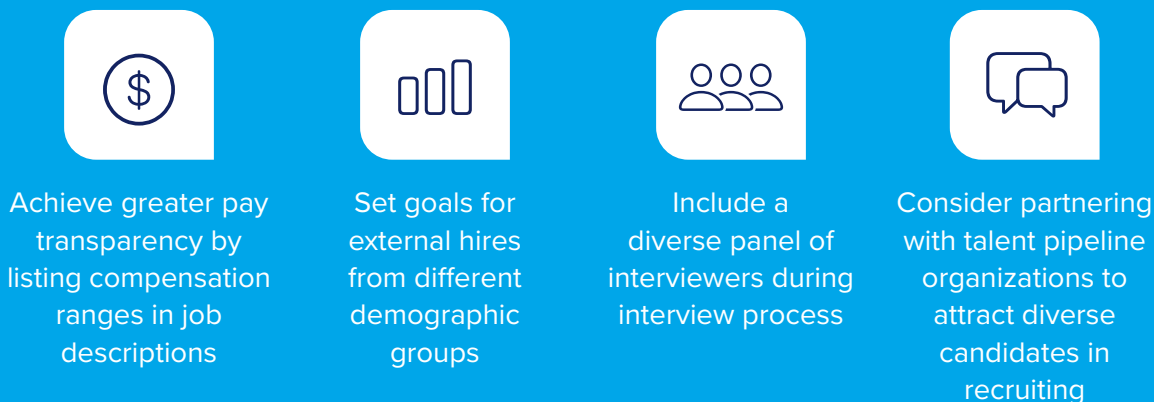 $
Achieve greater pay
transparency by
listing compensation
ranges in job
descriptions
Set goals for
external hires
from different
demographic
groups
Include a
diverse panel of
interviewers during
interview process
Consider partnering
with talent pipeline
organizations to
attract diverse
candidates in
recruiting